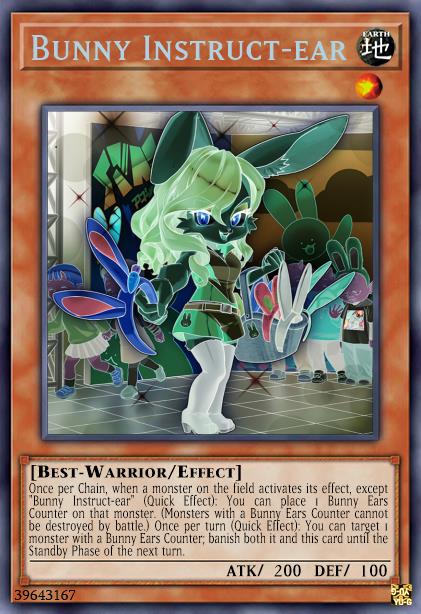 Bunny Instruct-ear
EARTH
地
[Best-Warrior/Effect]
Once per Chain, when a monster on the field activates its effect, except
"Bunny Instruct-ear" (Quick Effect): You can place 1 Bunny Ears
Counter on that monster. (Monsters with a Bunny Ears Counter cannot
be destroyed by battle.) Once per turn (Quick Effect): You can target 1
monster with a Bunny Ears Counter; banish both it and this card until the
Standby Phase of the next turn.
ATK/ 200 DEF/ 100
39643167